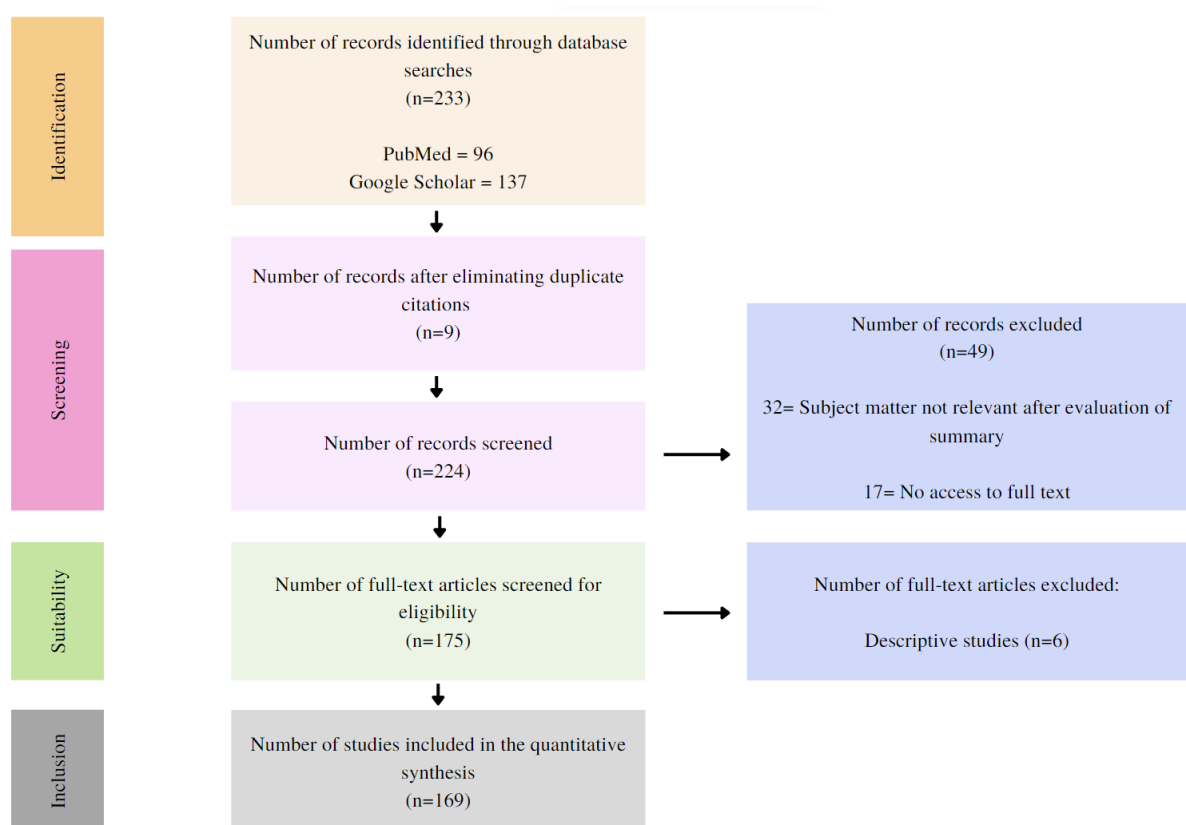 Identification
Number of records identified through database
searches
(n=233)
PubMed = 96
Google Scholar = 137
Screening
Number of records after eliminating duplicate
citations
(n=9)
Number of records screened
(n=224)
Number of records excluded
(n=49)
32= Subject matter not relevant after evaluation of
summary
17= No access to full text
Suitability
Number of full-text articles screened for
eligibility
(n=175)
Number of full-text articles excluded:
Descriptive studies (n=6)
Inclusion
Number of studies included in the quantitative
synthesis
(n=169)